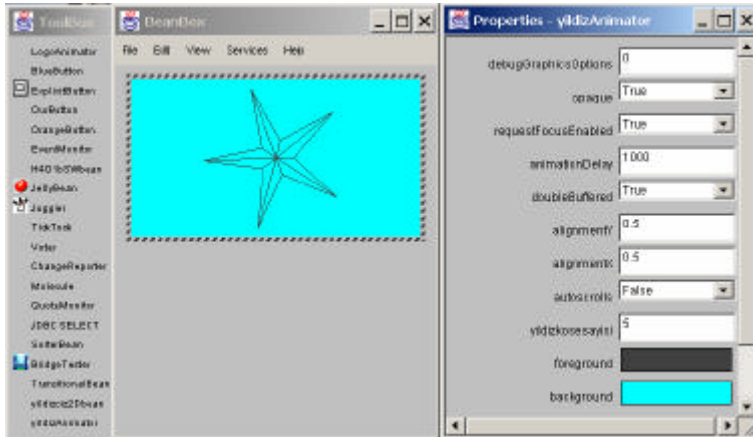 ToolBox
LogoAnimator
BlueButton
ExplicitButton
OurButton
OrangeButton
EventMonitor
JellyBean
Juggler
TickTock
Voter
ChangeReporter
Molecule
QuoteMonitor
JDBC SELECT
SorterBean
BridgeTester
TransitionalBean
yildizciz2Dbean
yildizAnimator
BeanBox
File Edit View Services Help
Properties - yildizAnimator
debugGraphicsOptions 0
opaque True
requestFocusEnabled True
animationDelay 1000
doubleBuffered True
alignmentY 0.5
alignmentX 0.5
autoscrolls False
yildizkosesayisi 5
foreground
background